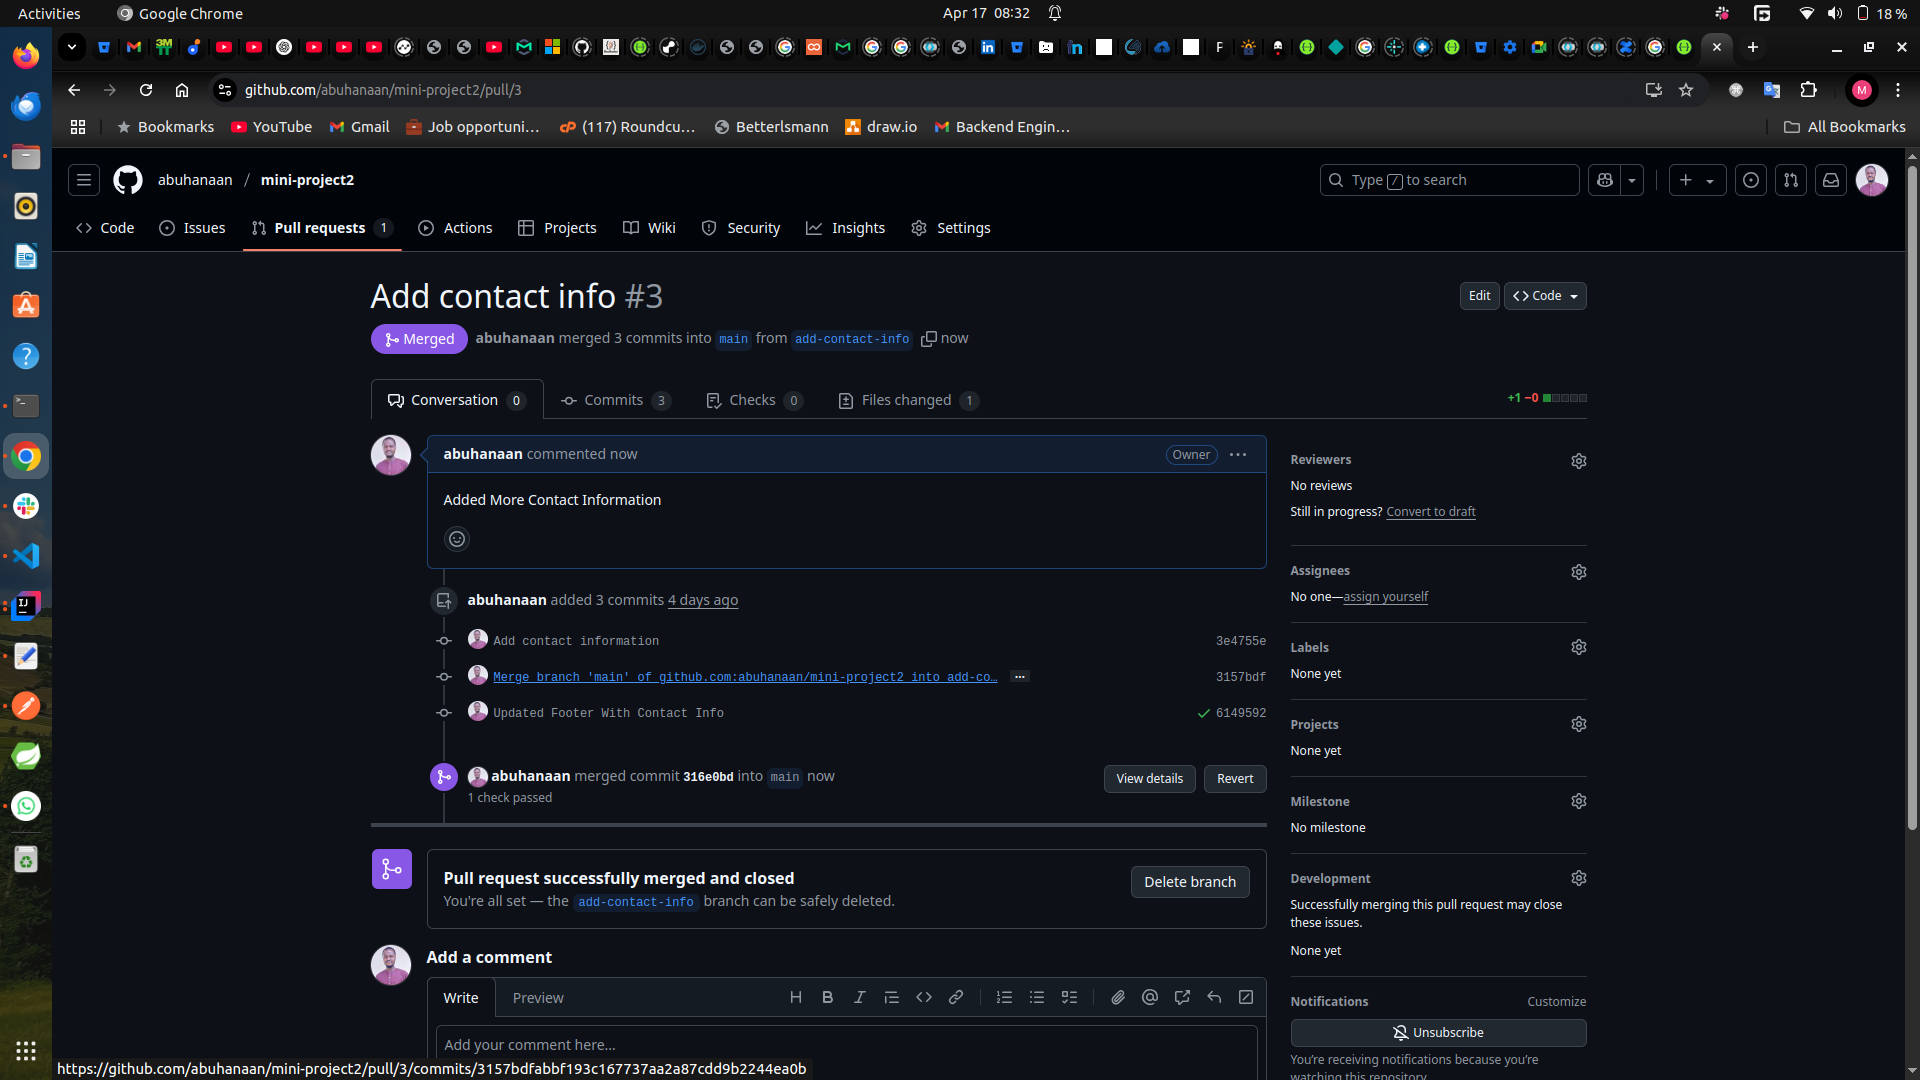 Activities
Google Chrome
Apr 17 08:32
18 %
github.com/abuhanaan/mini-project2/pull/3
M
Bookmarks
YouTube
Gmail
Job opportuni…
(117) Roundcu…
Betterlsmann
draw.io
Backend Engin…
All Bookmarks
abuhanaan / mini-project2
Type / to search
Code
Issues
Pull requests 1
Actions
Projects
Wiki
Security
Insights
Settings
Add contact info #3
Edit
<> Code
Merged
abuhanaan merged 3 commits into main from add-contact-info now
Conversation 0
Commits 3
Checks 0
Files changed 1
+1 −0
abuhanaan commented now
Owner
Added More Contact Information
abuhanaan added 3 commits 4 days ago
Add contact information 3e4755e
Merge branch 'main' of github.com:abuhanaan/mini-project2 into add-co… 3157bdf
Updated Footer With Contact Info 6149592
abuhanaan merged commit 316e0bd into main now
1 check passed
View details
Revert
Pull request successfully merged and closed
You're all set — the add-contact-info branch can be safely deleted.
Delete branch
Add a comment
Write
Preview
Add your comment here...
Reviewers
No reviews
Still in progress? Convert to draft
Assignees
No one—assign yourself
Labels
None yet
Projects
None yet
Milestone
No milestone
Development
Successfully merging this pull request may close
these issues.
None yet
Notifications
Customize
Unsubscribe
You're receiving notifications because you're
watching this repository.
https://github.com/abuhanaan/mini-project2/pull/3/commits/3157bdfabbf193c167737aa2a87cdd9b2244ea0b